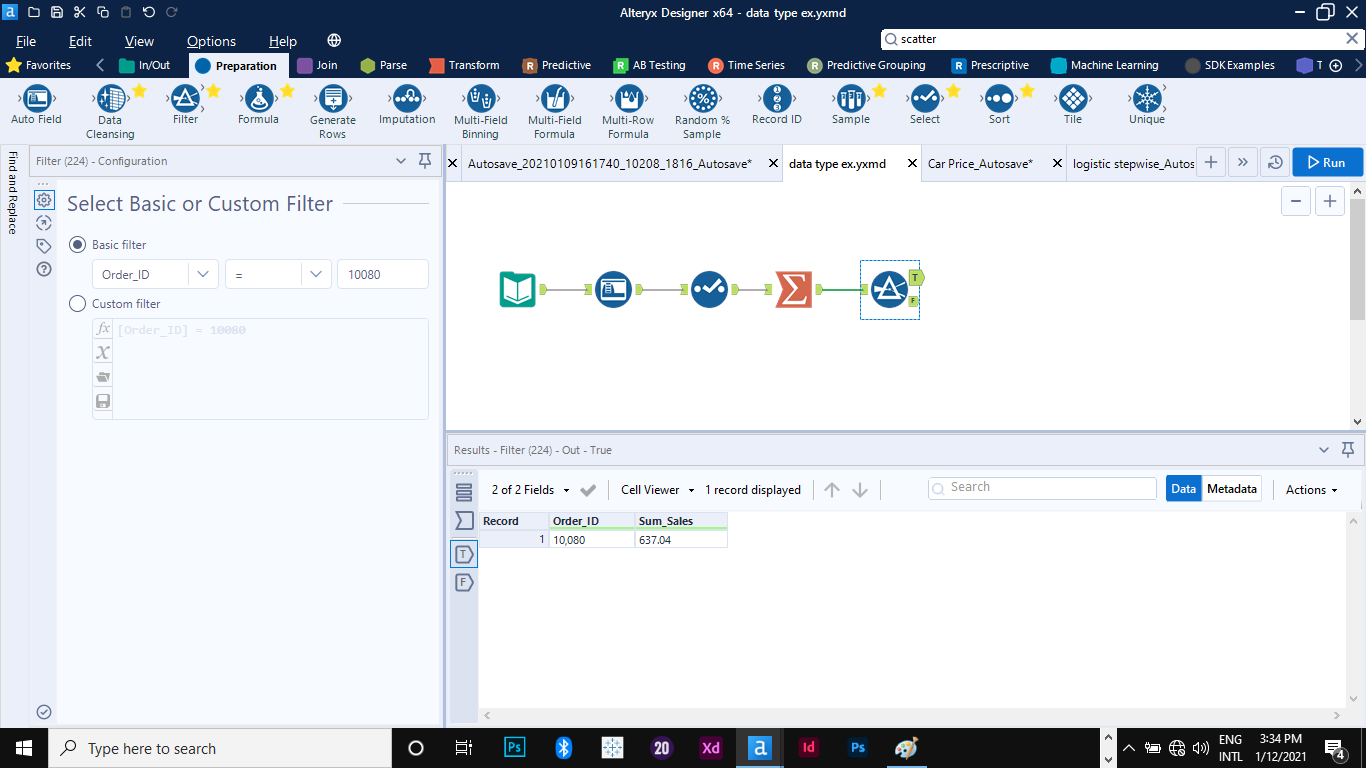 Alteryx Designer x64 - data type ex.yxmd
File Edit View Options Help
scatter
Favorites In/Out Preparation Join Parse Transform Predictive AB Testing Time Series Predictive Grouping Prescriptive Machine Learning SDK Examples T
Auto Field Data Cleansing Filter Formula Generate Rows Imputation Multi-Field Binning Multi-Field Formula Multi-Row Formula Random % Sample Record ID Sample Select Sort Tile Unique
Find and Replace
Filter (224) - Configuration
Autosave_20210109161740_10208_1816_Autosave* data type ex.yxmd Car Price_Autosave* logistic stepwise_Autos
Run
Select Basic or Custom Filter
Basic filter
Order_ID = 10080
Custom filter
fx [Order_ID] = 10080
X
T
F
Results - Filter (224) - Out - True
2 of 2 Fields Cell Viewer 1 record displayed Search Data Metadata Actions
Record Order_ID Sum_Sales
1 10,080 637.04
T
F
Type here to search
Ps 20 Xd a Id Ps
ENG
INTL
3:34 PM
1/12/2021
4